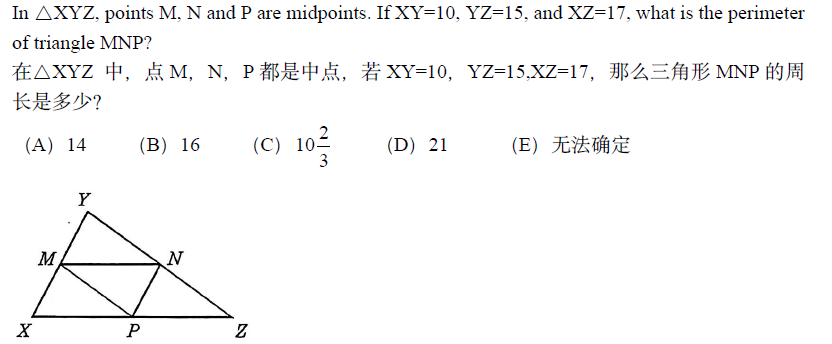 In △XYZ, points M, N and P are midpoints. If XY=10, YZ=15, and XZ=17, what is the perimeter
of triangle MNP?
在△XYZ 中，点 M，N，P 都是中点，若 XY=10，YZ=15,XZ=17，那么三角形 MNP 的周
长是多少?
（A）14 （B）16 （C）10 2/3 （D）21 （E）无法确定
Y
M N
X P Z